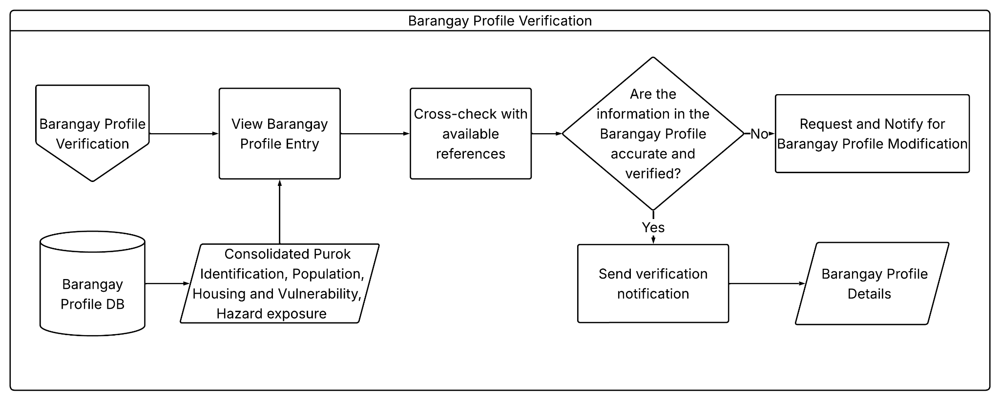 Barangay Profile Verification
Barangay Profile
Verification
View Barangay
Profile Entry
Cross-check with
available
references
Are the
information in the
Barangay Profile
accurate and
verified?
No
Request and Notify for
Barangay Profile Modification
Yes
Barangay
Profile DB
Consolidated Purok
Identification, Population,
Housing and Vulnerability,
Hazard exposure
Send verification
notification
Barangay Profile
Details